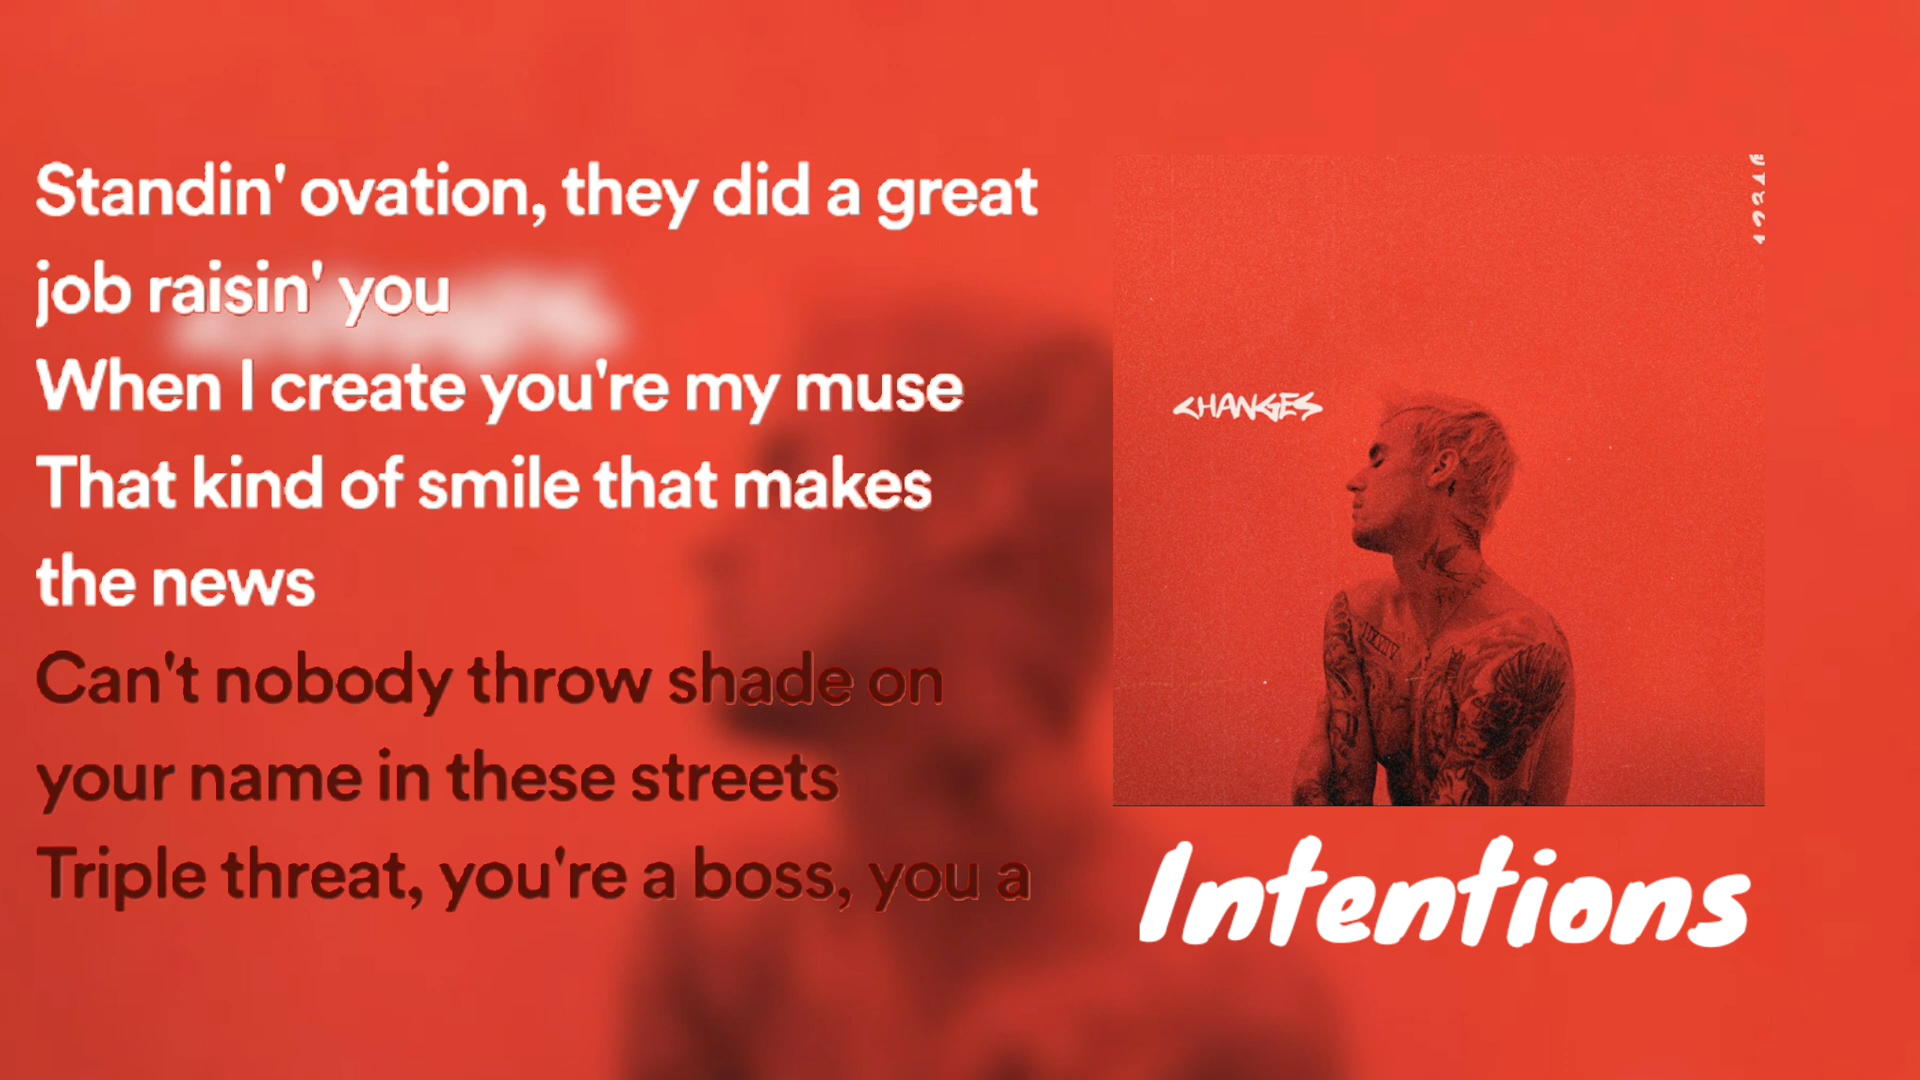 Standin' ovation, they did a great
job raisin' you
When I create you're my muse
That kind of smile that makes
the news
Can't nobody throw shade on
your name in these streets
Triple threat, you're a boss, you a
CHANGES
Intentions